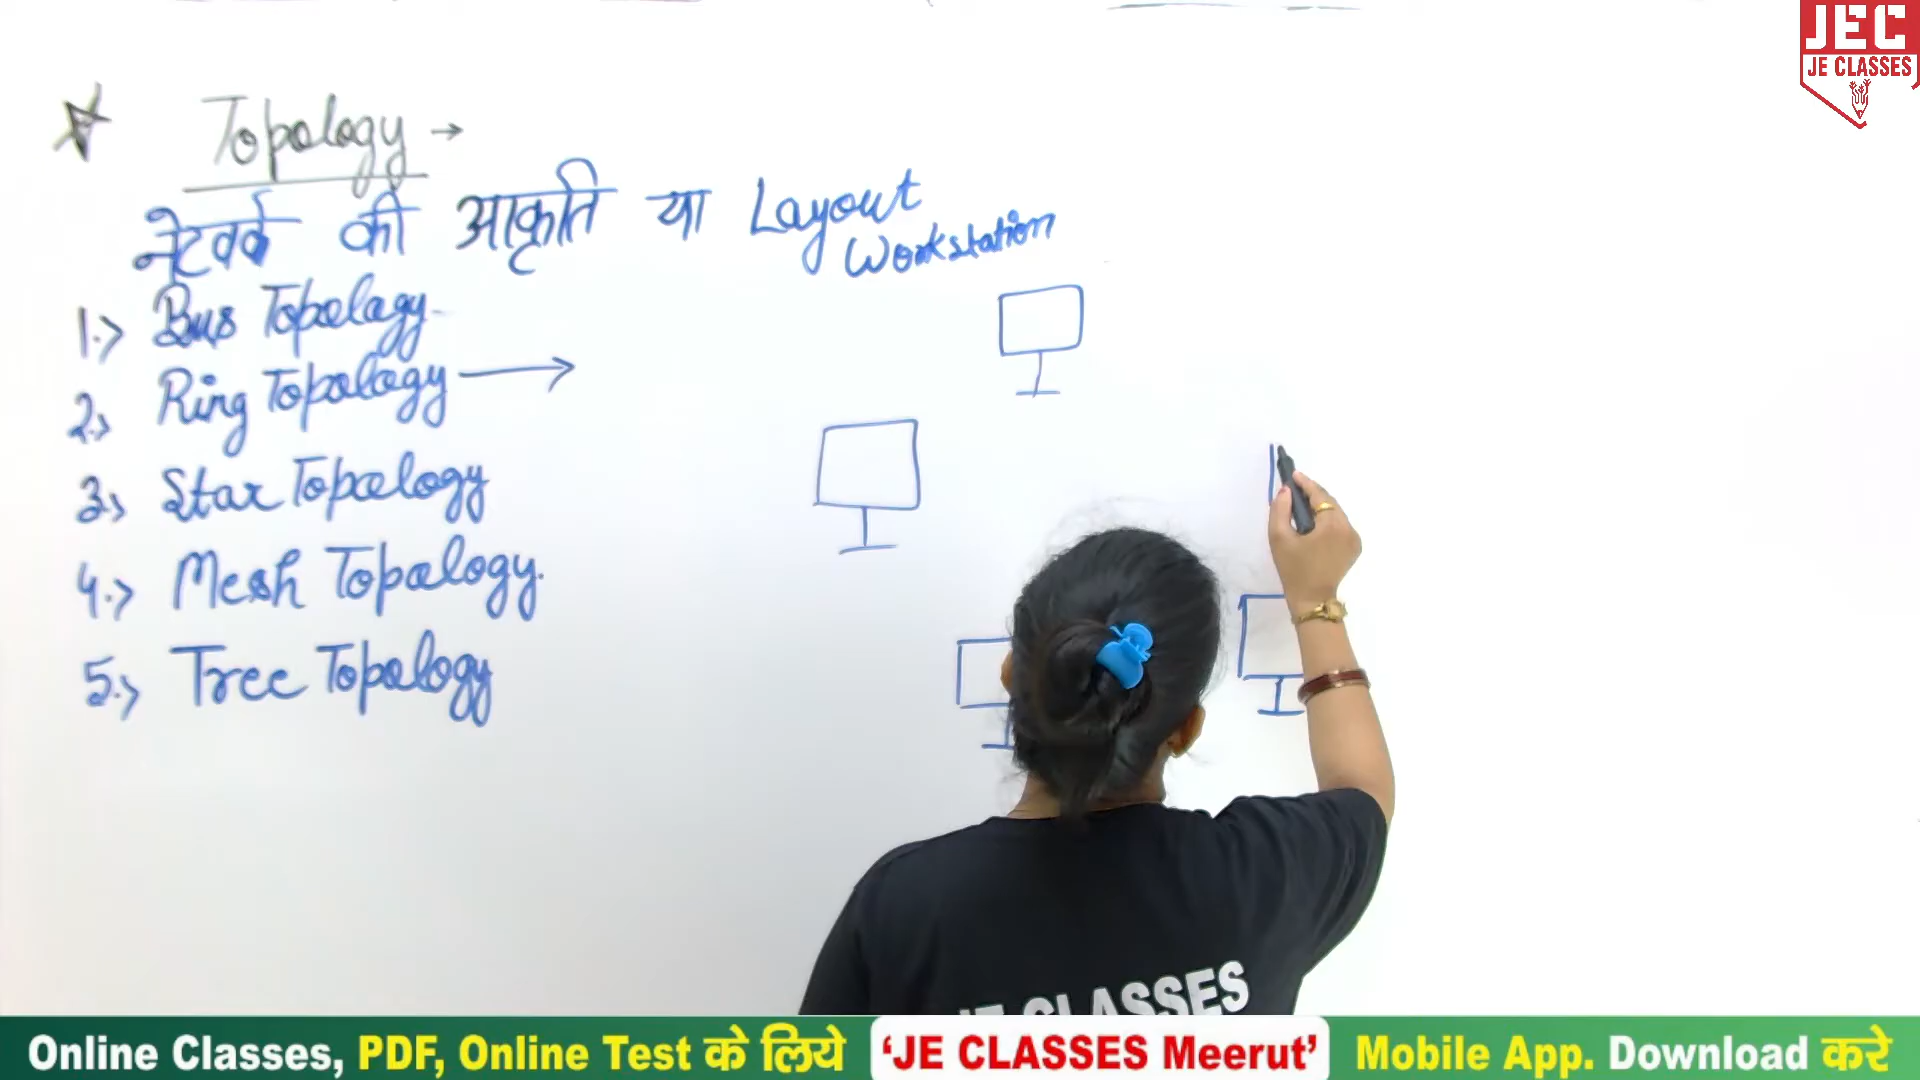 JEC
JE CLASSES
Topology →
नेटवर्क की आकृति या Layout
Workstation
1.> Bus Topology
2.> Ring Topology →
3.> Star Topology
4.> Mesh Topology.
5.> Tree Topology
JE CLASSES
Online Classes, PDF, Online Test के लिये 'JE CLASSES Meerut' Mobile App. Download करे